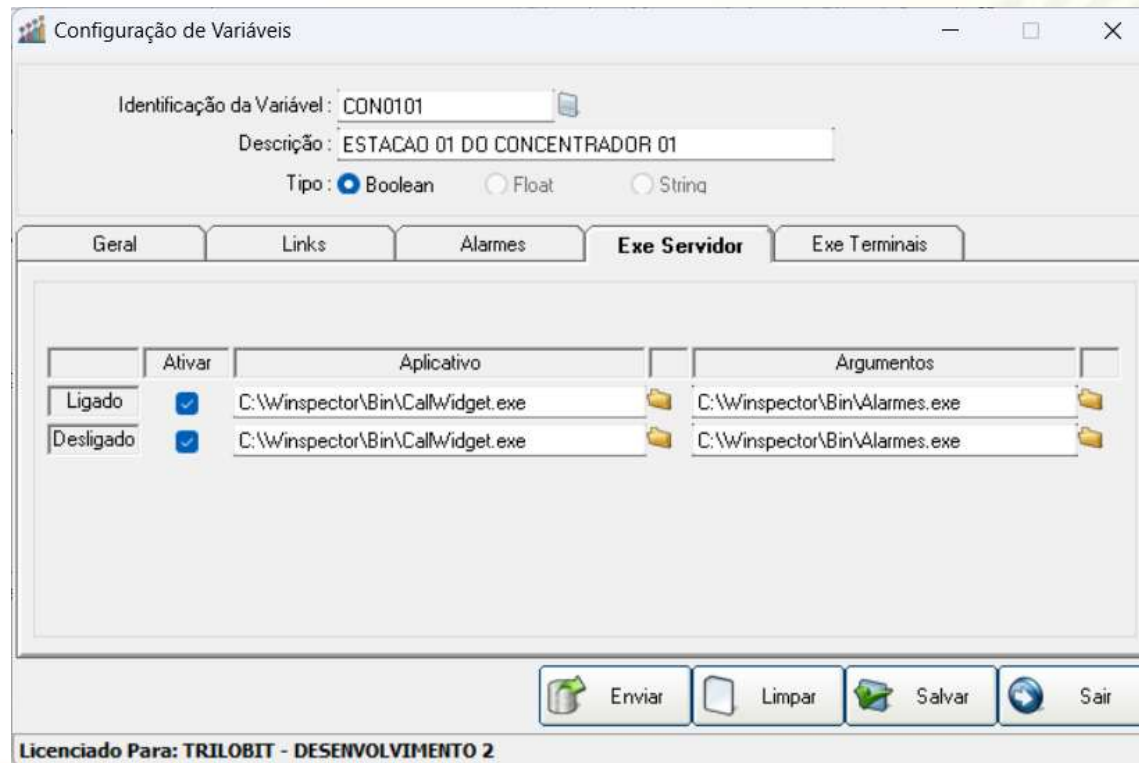 Configuração de Variáveis
Identificação da Variável : CON0101
Descrição : ESTACAO 01 DO CONCENTRADOR 01
Tipo : Boolean Float String
Geral Links Alarmes Exe Servidor Exe Terminais
Ativar Aplicativo Argumentos
Ligado C:\Winspector\Bin\CallWidget.exe C:\Winspector\Bin\Alarmes.exe
Desligado C:\Winspector\Bin\CallWidget.exe C:\Winspector\Bin\Alarmes.exe
Enviar Limpar Salvar Sair
Licenciado Para: TRILOBIT - DESENVOLVIMENTO 2